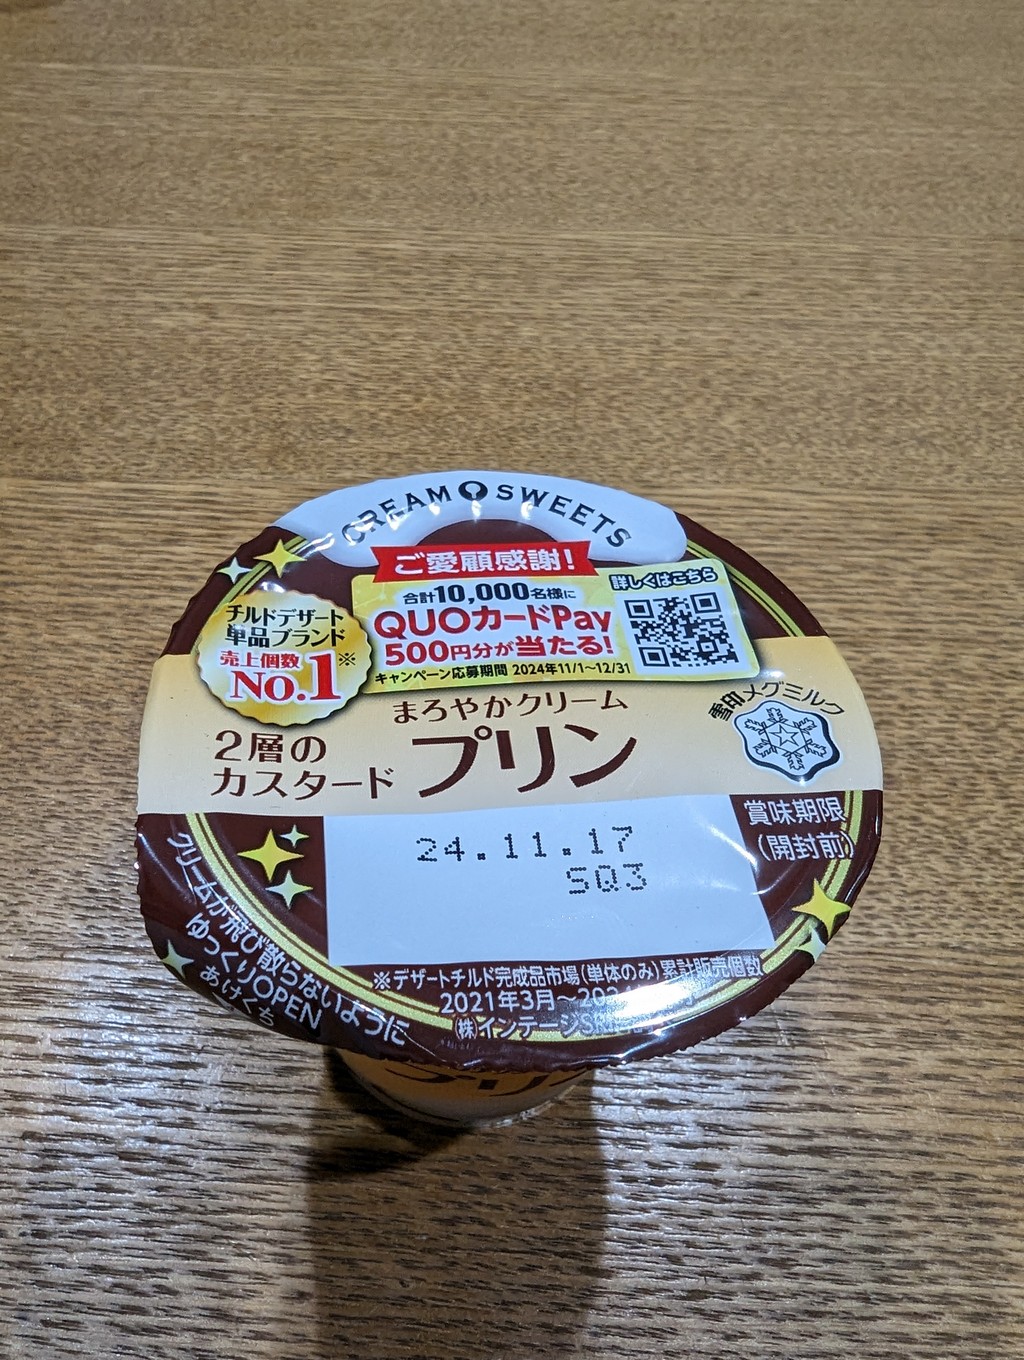 CREAM SWEETS
ご愛顧感謝!
合計10,000名様に
QUOカードPay
500円分が当たる!
キャンペーン応募期間 2024年11/1~12/31
詳しくはこちら
チルドデザート
単品ブランド
売上個数
No.1※
まろやかクリーム
2層の
カスタード
プリン
雪印メグミルク
24.11.17
SQ3
賞味期限
(開封前)
クリームが飛び散らないように
ゆっくりOPEN
あけくち
※デザートチルド完成品市場(単体のみ)累計販売個数
2021年3月~
(株)インテージ
プリン